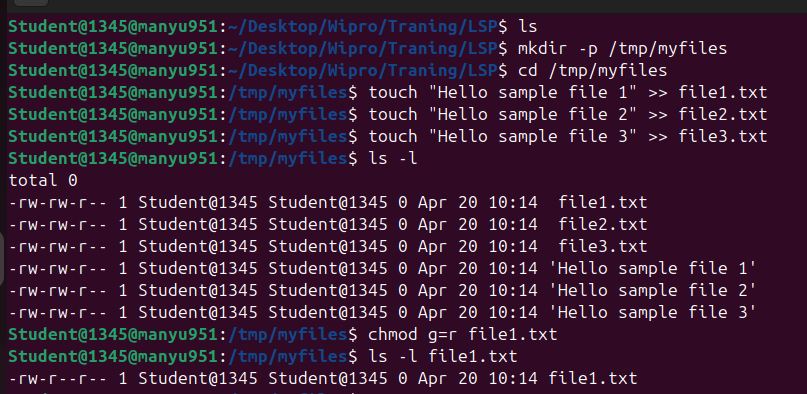 Student@1345@manyu951:~/Desktop/Wipro/Traning/LSP$ ls
Student@1345@manyu951:~/Desktop/Wipro/Traning/LSP$ mkdir -p /tmp/myfiles
Student@1345@manyu951:~/Desktop/Wipro/Traning/LSP$ cd /tmp/myfiles
Student@1345@manyu951:/tmp/myfiles$ touch "Hello sample file 1" >> file1.txt
Student@1345@manyu951:/tmp/myfiles$ touch "Hello sample file 2" >> file2.txt
Student@1345@manyu951:/tmp/myfiles$ touch "Hello sample file 3" >> file3.txt
Student@1345@manyu951:/tmp/myfiles$ ls -l
total 0
-rw-rw-r-- 1 Student@1345 Student@1345 0 Apr 20 10:14  file1.txt
-rw-rw-r-- 1 Student@1345 Student@1345 0 Apr 20 10:14  file2.txt
-rw-rw-r-- 1 Student@1345 Student@1345 0 Apr 20 10:14  file3.txt
-rw-rw-r-- 1 Student@1345 Student@1345 0 Apr 20 10:14 'Hello sample file 1'
-rw-rw-r-- 1 Student@1345 Student@1345 0 Apr 20 10:14 'Hello sample file 2'
-rw-rw-r-- 1 Student@1345 Student@1345 0 Apr 20 10:14 'Hello sample file 3'
Student@1345@manyu951:/tmp/myfiles$ chmod g=r file1.txt
Student@1345@manyu951:/tmp/myfiles$ ls -l file1.txt
-rw-r--r-- 1 Student@1345 Student@1345 0 Apr 20 10:14 file1.txt